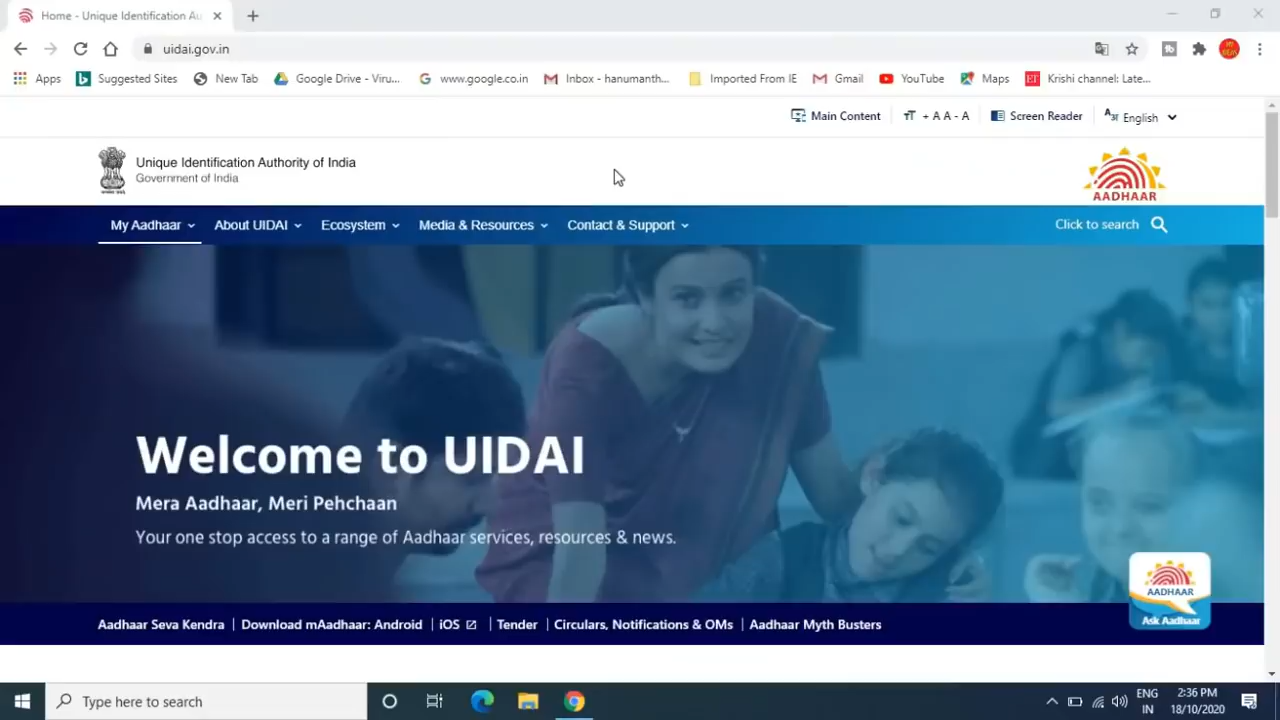 Home - Unique Identification Au
uidai.gov.in
Apps Suggested Sites New Tab Google Drive - Viru... www.google.co.in Inbox - hanumanth... Imported From IE Gmail YouTube Maps ET Krishi channel: Late...
Main Content TT + A A - A Screen Reader English
Unique Identification Authority of India
Government of India
AADHAAR
My Aadhaar About UIDAI Ecosystem Media & Resources Contact & Support Click to search
Welcome to UIDAI
Mera Aadhaar, Meri Pehchaan
Your one stop access to a range of Aadhaar services, resources & news.
AADHAAR
Ask Aadhaar
Aadhaar Seva Kendra | Download mAadhaar: Android | iOS | Tender | Circulars, Notifications & OMs | Aadhaar Myth Busters
Type here to search
ENG
IN
2:36 PM
18/10/2020